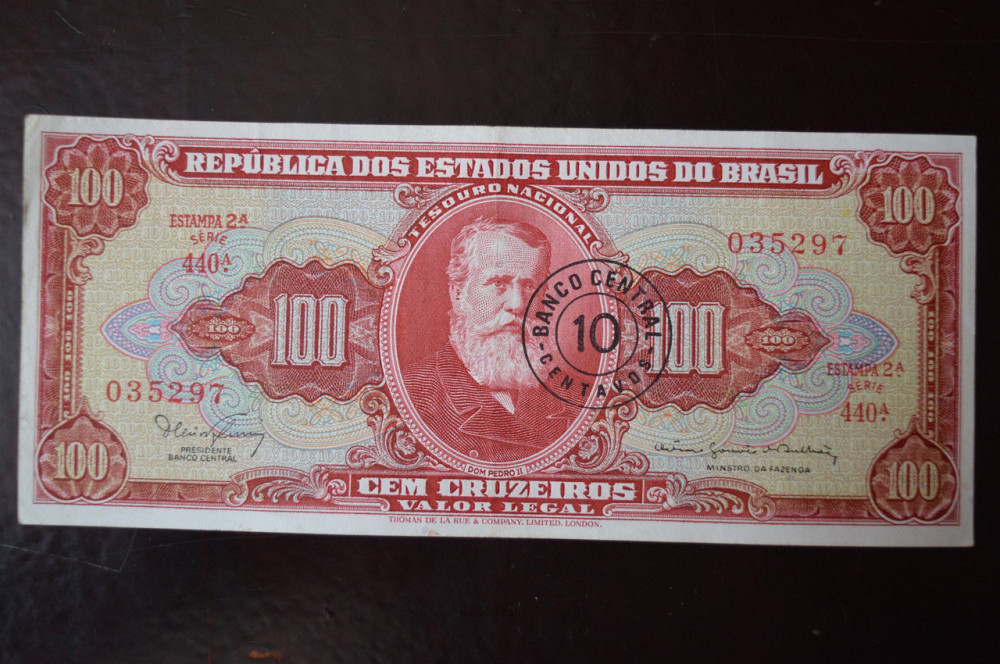 REPÚBLICA DOS ESTADOS UNIDOS DO BRASIL
100
100
TESOURO NACIONAL
ESTAMPA 2ª
SÉRIE
440ª
035297
BANCO CENTRAL
10
CENTAVOS
100
100
100
100
ESTAMPA 2ª
SÉRIE
440ª
035297
PRESIDENTE
BANCO CENTRAL
MINSTRO DA FAZENDA
DOM PEDRO II
100
100
CEM CRUZEIROS
VALOR LEGAL
THOMAS DE LA RUE & COMPANY, LIMITED, LONDON.